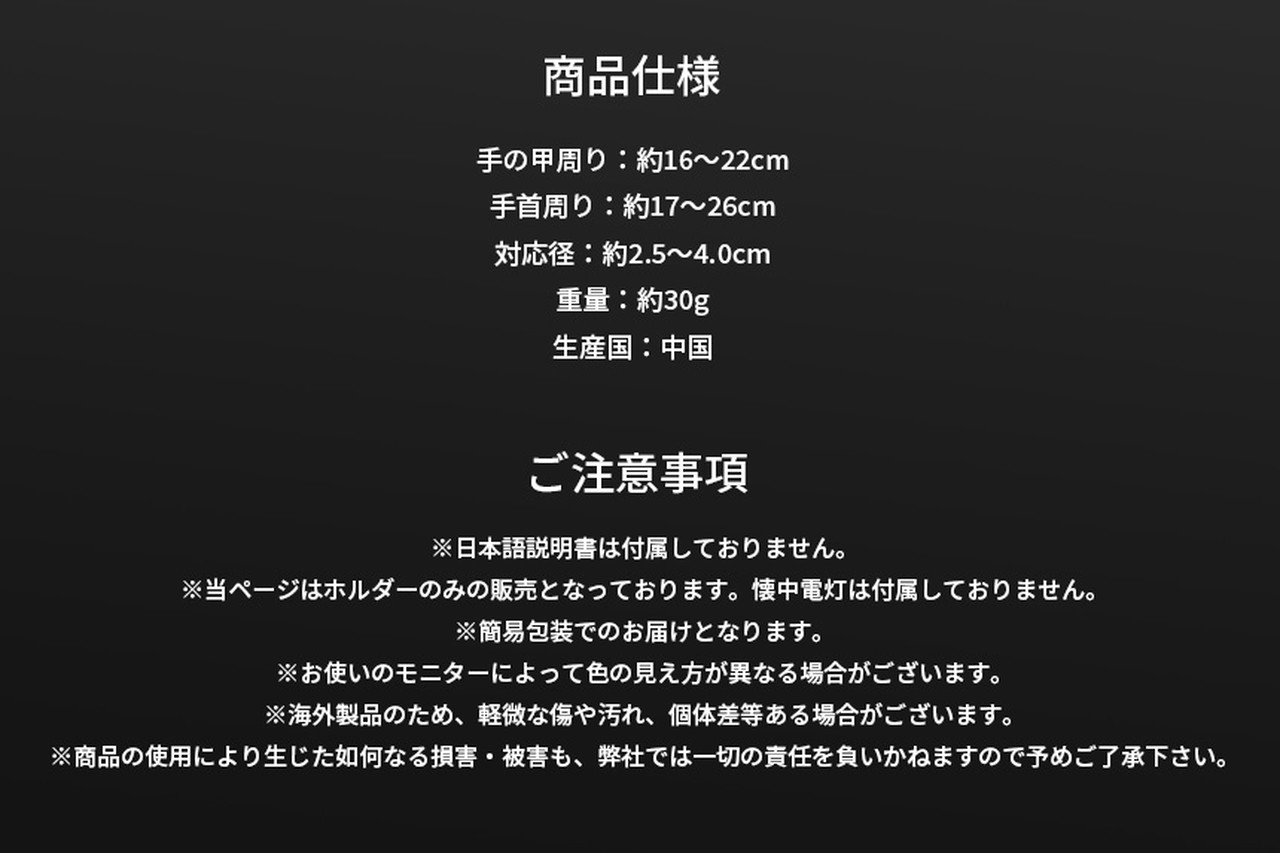 商品仕様
手の甲周り：約16〜22cm
手首周り：約17〜26cm
対応径：約2.5〜4.0cm
重量：約30g
生産国：中国
ご注意事項
※日本語説明書は付属しておりません。
※当ページはホルダーのみの販売となっております。懐中電灯は付属しておりません。
※簡易包装でのお届けとなります。
※お使いのモニターによって色の見え方が異なる場合がございます。
※海外製品のため、軽微な傷や汚れ、個体差等ある場合がございます。
※商品の使用により生じた如何なる損害・被害も、弊社では一切の責任を負いかねますので予めご了承下さい。